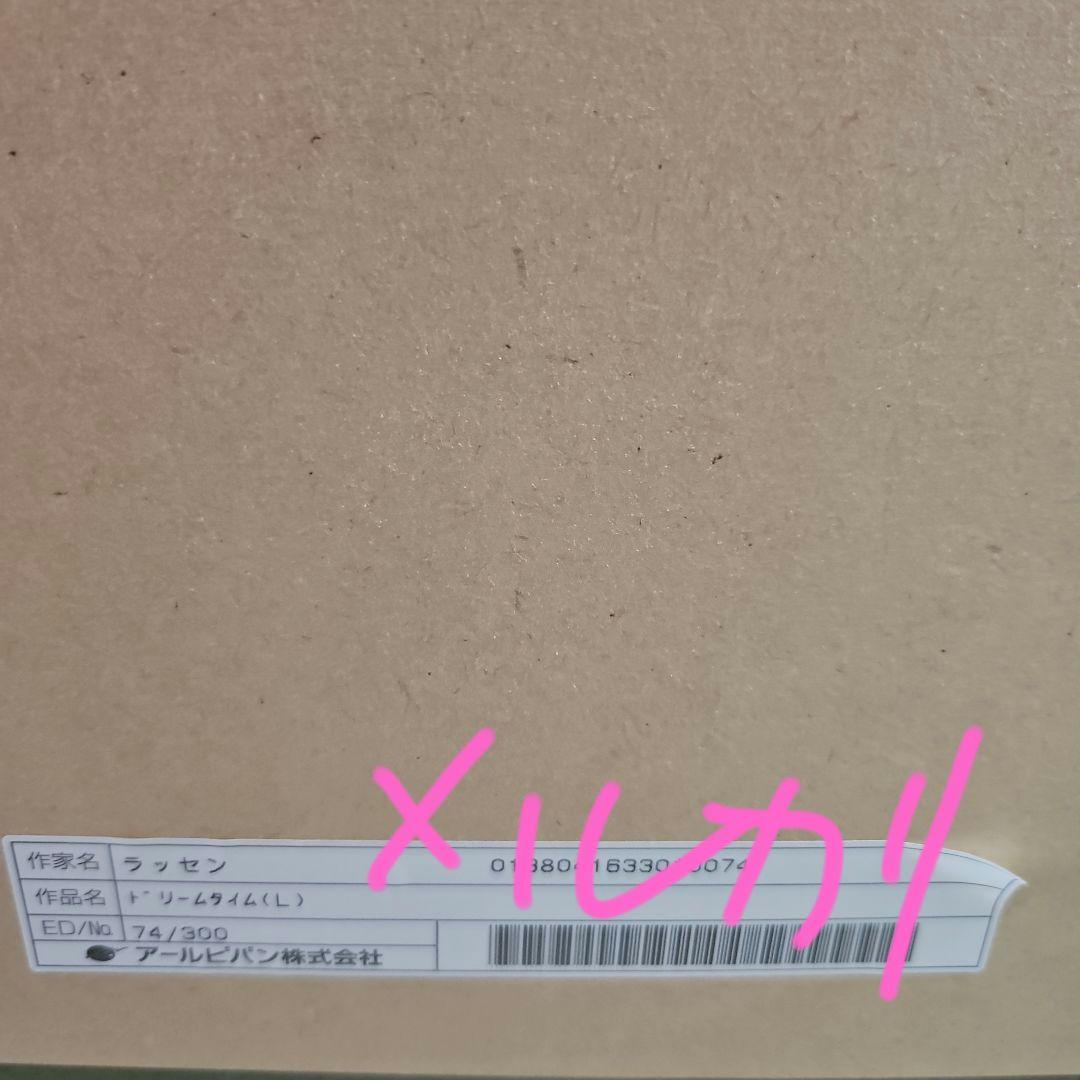 メルカリ
作家名 ラッセン
作品名 ドリームタイム(L)
ED/No. 74/300
アールビバン株式会社